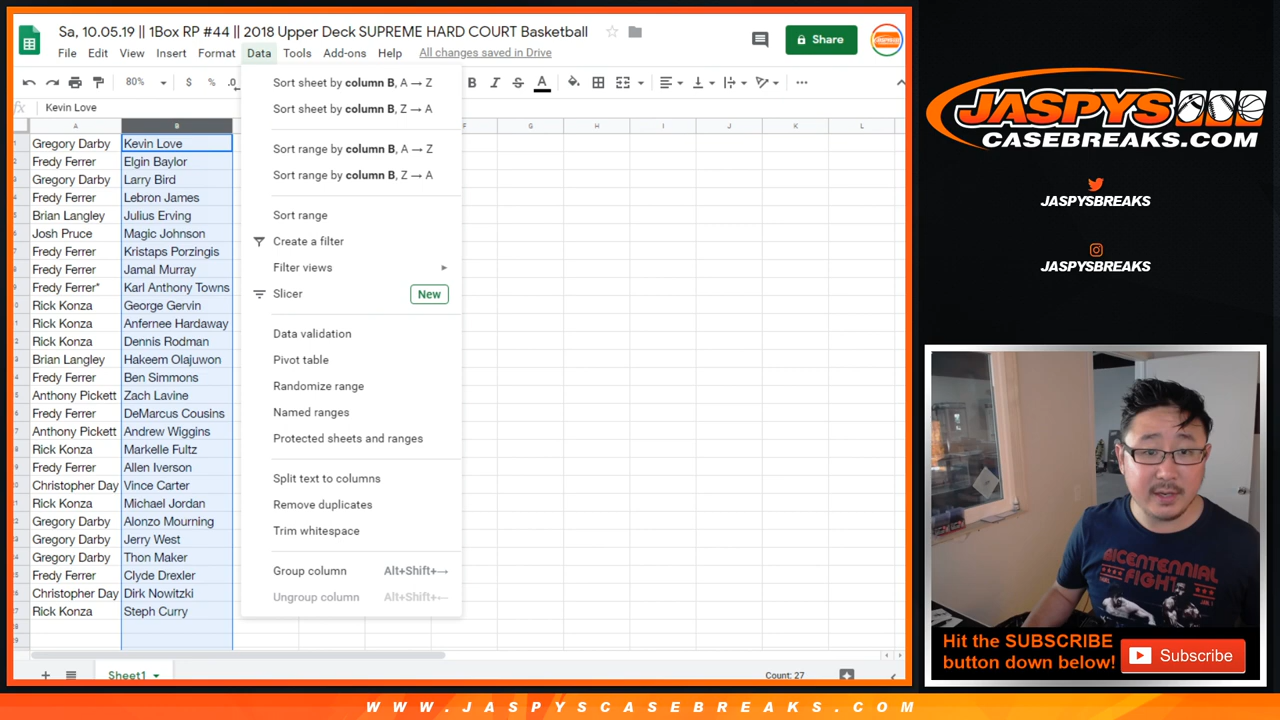 Sa, 10.05.19 || 1Box RP #44 || 2018 Upper Deck SUPREME HARD COURT Basketball
File Edit View Insert Format Data Tools Add-ons Help All changes saved in Drive
Share
80% $ % .0 B I S A
fx Kevin Love
A B F G H I J K L
Gregory Darby Kevin Love
Fredy Ferrer Elgin Baylor
Gregory Darby Larry Bird
Fredy Ferrer Lebron James
Brian Langley Julius Erving
Josh Pruce Magic Johnson
Fredy Ferrer Kristaps Porzingis
Fredy Ferrer Jamal Murray
Fredy Ferrer* Karl Anthony Towns
Rick Konza George Gervin
Rick Konza Anfernee Hardaway
Rick Konza Dennis Rodman
Brian Langley Hakeem Olajuwon
Fredy Ferrer Ben Simmons
Anthony Pickett Zach Lavine
Fredy Ferrer DeMarcus Cousins
Anthony Pickett Andrew Wiggins
Rick Konza Markelle Fultz
Fredy Ferrer Allen Iverson
Christopher Day Vince Carter
Rick Konza Michael Jordan
Gregory Darby Alonzo Mourning
Gregory Darby Jerry West
Gregory Darby Thon Maker
Fredy Ferrer Clyde Drexler
Christopher Day Dirk Nowitzki
Rick Konza Steph Curry
Sort sheet by column B, A → Z
Sort sheet by column B, Z → A
Sort range by column B, A → Z
Sort range by column B, Z → A
Sort range
Create a filter
Filter views
Slicer New
Data validation
Pivot table
Randomize range
Named ranges
Protected sheets and ranges
Split text to columns
Remove duplicates
Trim whitespace
Group column Alt+Shift+→
Ungroup column Alt+Shift+←
Sheet1
Count: 27
JASPYS
CASEBREAKS.COM
JASPYSBREAKS
JASPYSBREAKS
BICENTENNIAL
FIGHT
Hit the SUBSCRIBE
button down below!
Subscribe
WWW.JASPYSCASEBREAKS.COM